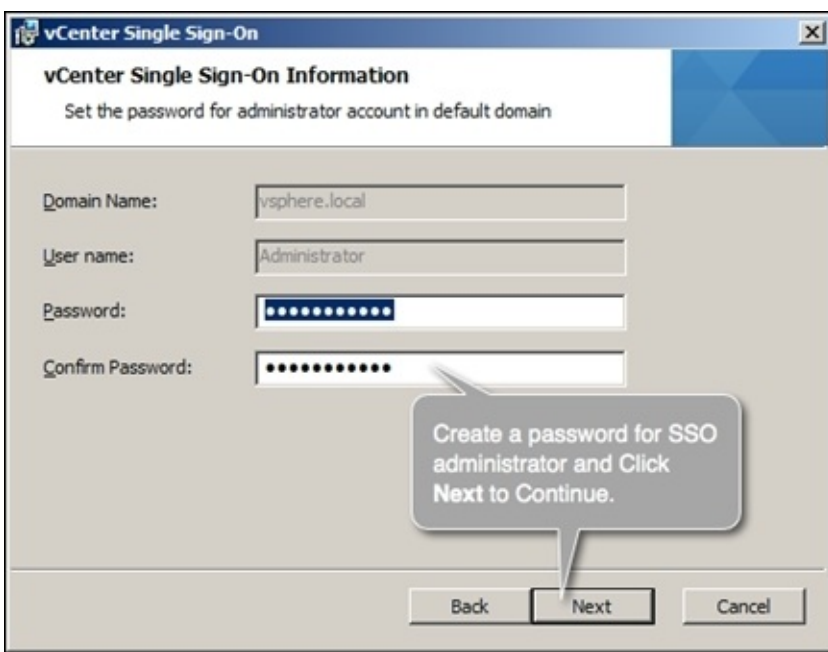 vCenter Single Sign-On
vCenter Single Sign-On Information
Set the password for administrator account in default domain
Domain Name:
vsphere.local
User name:
Administrator
Password:
•••••••••••
Confirm Password:
•••••••••••
Create a password for SSO
administrator and Click
Next to Continue.
Back
Next
Cancel